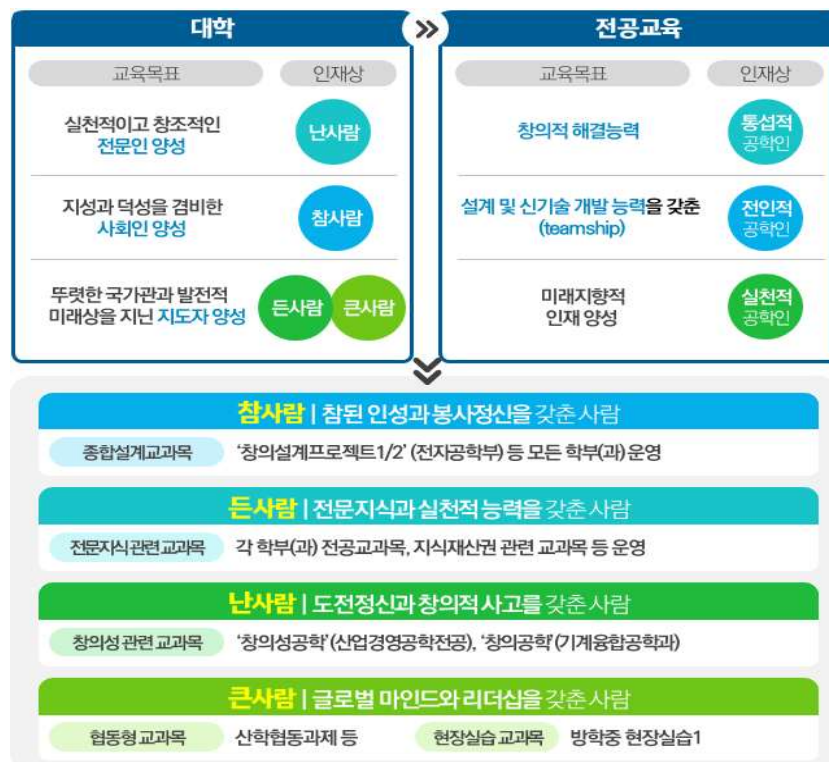 대학
교육목표 인재상
실천적이고 창조적인
전문인 양성
난사람
지성과 덕성을 겸비한
사회인 양성
참사람
뚜렷한 국가관과 발전적
미래상을 지닌 지도자 양성
든사람 큰사람
전공교육
교육목표 인재상
창의적 해결능력
통섭적
공학인
설계 및 신기술 개발 능력을 갖춘
(teamship)
전인적
공학인
미래지향적
인재 양성
실천적
공학인
참사람 | 참된 인성과 봉사정신을 갖춘 사람
종합설계교과목 ‘창의설계프로젝트1/2’ (전자공학부) 등 모든 학부(과) 운영
든사람 | 전문지식과 실천적 능력을 갖춘 사람
전문지식 관련 교과목 각 학부(과) 전공교과목, 지식재산권 관련 교과목 등 운영
난사람 | 도전정신과 창의적 사고를 갖춘 사람
창의성 관련 교과목 ‘창의성공학’(산업경영공학전공), ‘창의공학’(기계융합공학과)
큰사람 | 글로벌 마인드와 리더십을 갖춘 사람
협동형 교과목 산학협동과제 등 현장실습 교과목 방학중 현장실습1